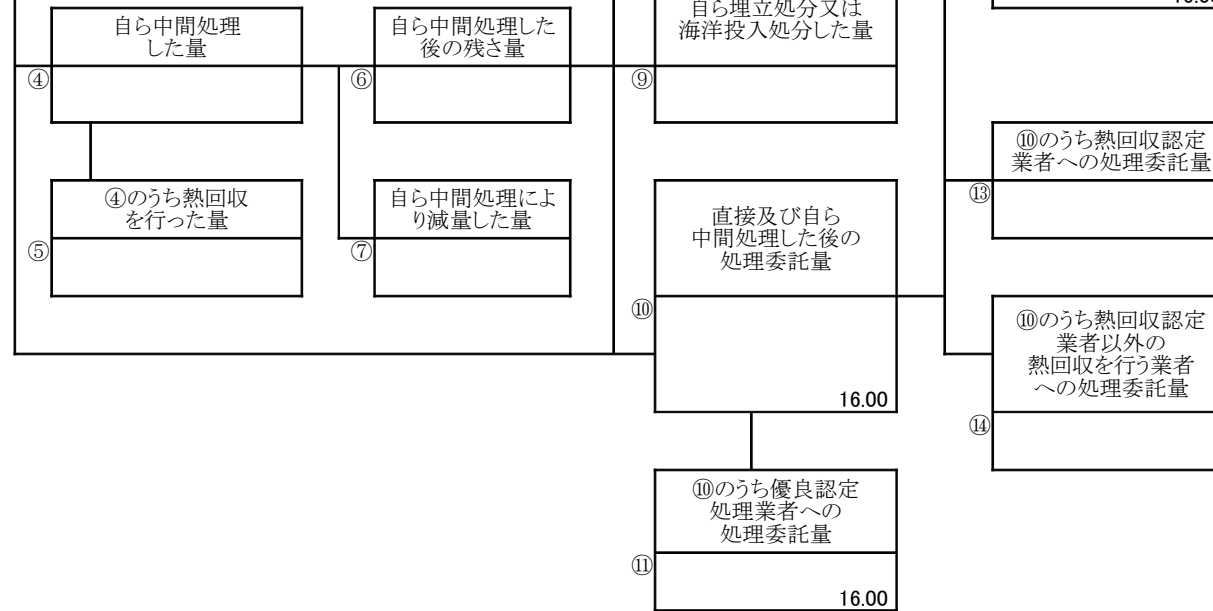 自ら中間処理
した量
④
自ら中間処理した
後の残さ量
⑥
自ら埋立処分又は
海洋投入処分した量
⑨
④のうち熱回収
を行った量
⑤
自ら中間処理によ
り減量した量
⑦
直接及び自ら
中間処理した後の
処理委託量
⑩
16.00
⑩のうち熱回収認定
業者への処理委託量
⑬
⑩のうち熱回収認定
業者以外の
熱回収を行う業者
への処理委託量
⑭
⑩のうち優良認定
処理業者への
処理委託量
⑪
16.00